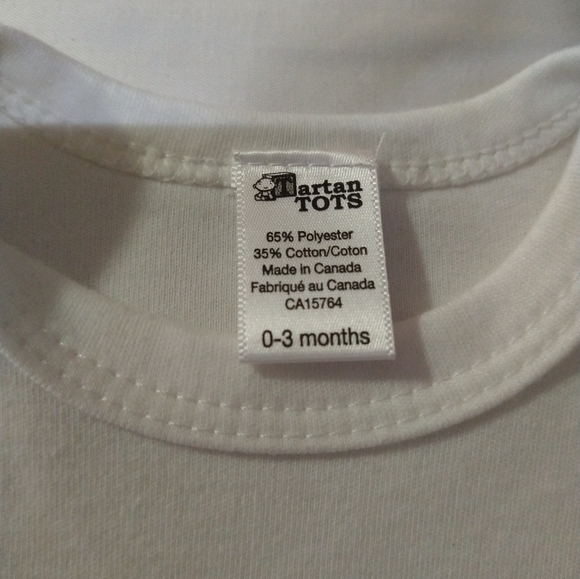 Tartan
TOTS
65% Polyester
35% Cotton/Coton
Made in Canada
Fabriqué au Canada
CA15764
0-3 months